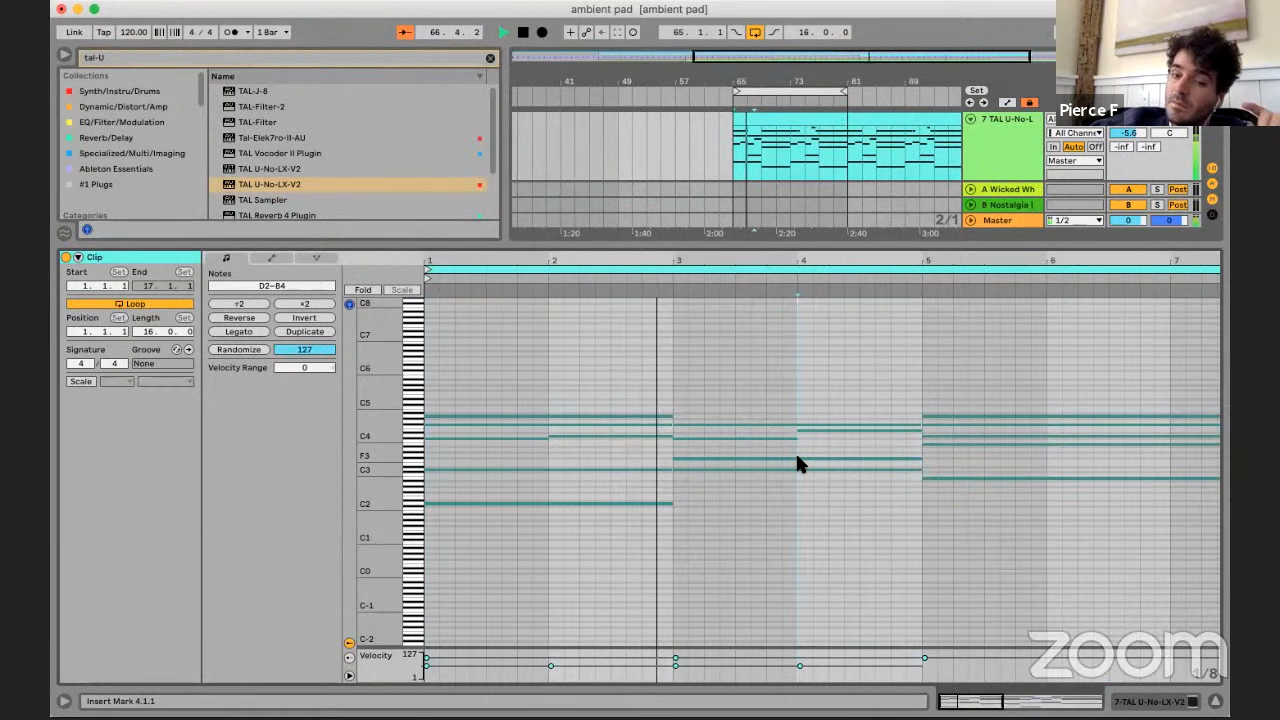 ambient pad [ambient pad]
Link Tap 120.00 4 / 4 1 Bar 66. 4. 2 65. 1. 1 16. 0. 0
Pierce F
tal-U
Collections
Synth/Instru/Drums
Dynamic/Distort/Amp
EQ/Filter/Modulation
Reverb/Delay
Specialized/Multi/Imaging
Ableton Essentials
#1 Plugs
Categories
Name
TAL-J-8
TAL-Filter-2
TAL-Filter
Tal-Elek7ro-II-AU
TAL Vocoder II Plugin
TAL U-No-LX-V2
TAL U-No-LX-V2
TAL Sampler
TAL Reverb 4 Plugin
41 49 57 65 73 81 89
Set
7 TAL U-No-L
All Channe -5.6 C
In Auto Off -inf -inf
Master
A Wicked Wh A S Post
B Nostalgia B S Post
2/1 Master 1/2 0 0
1:20 1:40 2:00 2:20 2:40 3:00
Clip
Start Set End Set
1. 1. 1 17. 1. 1
Loop
Position Set Length Set
1. 1. 1 16. 0. 0
Signature Groove
4 / 4 None
Scale
Notes
D2-B4
÷2 ×2
Reverse Invert
Legato Duplicate
Randomize 127
Velocity Range 0
1 2 3 4 5 6 7
Fold Scale
C8
C7
C6
C5
C4
F3
C3
C2
C1
C0
C-1
C-2
Velocity 127
1
1/8
zoom
Insert Mark 4.1.1
7-TAL U-No-LX-V2